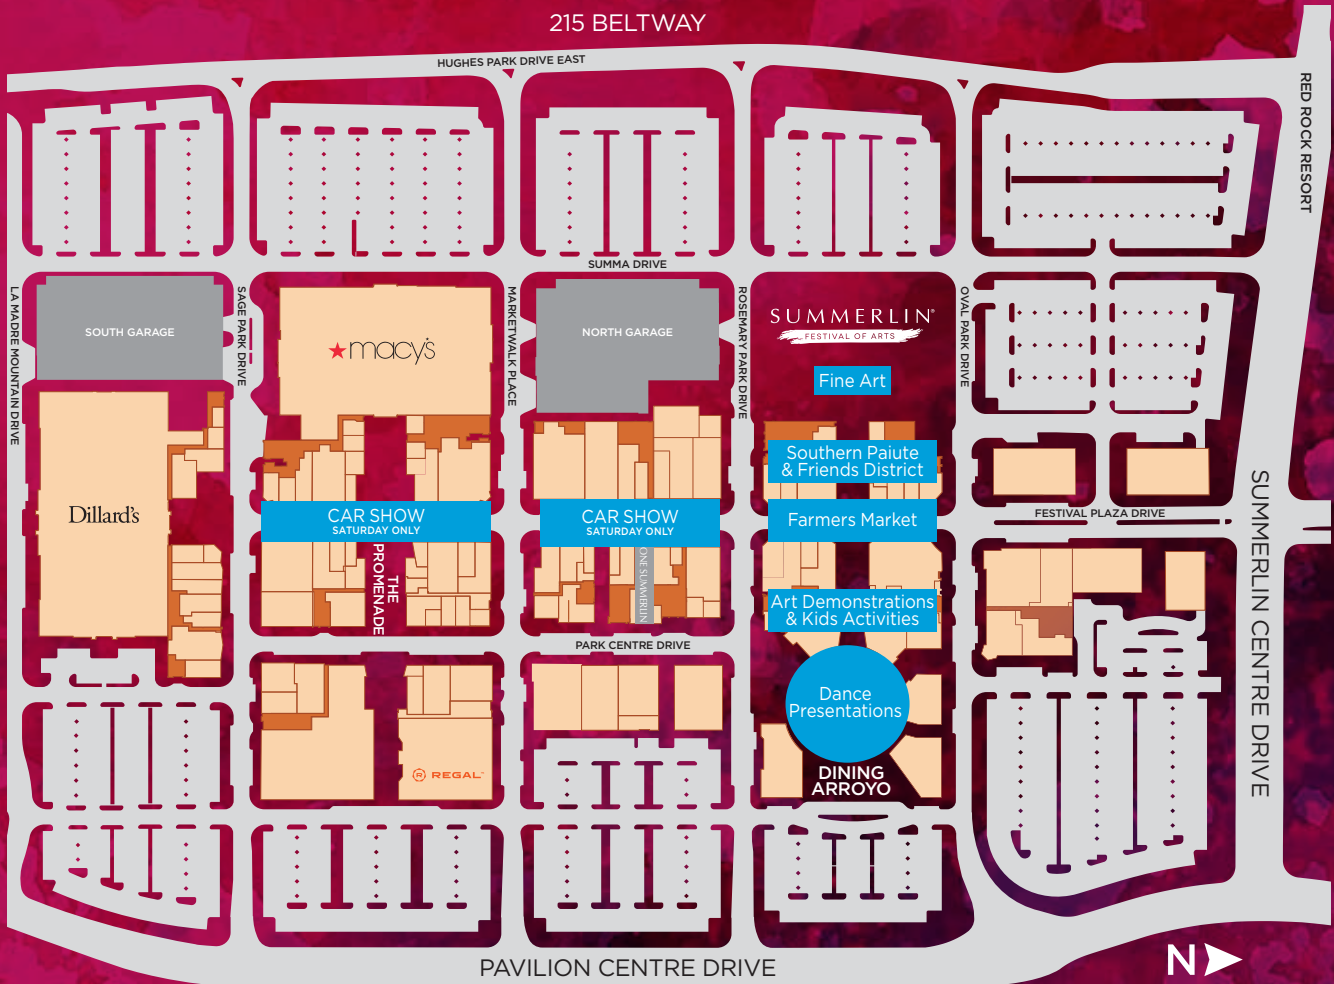 215 BELTWAY
HUGHES PARK DRIVE EAST
RED ROCK RESORT
SUMMA DRIVE
LA MADRE MOUNTAIN DRIVE
SOUTH GARAGE
SAGE PARK DRIVE
macy's
MARKETWALK PLACE
NORTH GARAGE
ROSEMARY PARK DRIVE
SUMMERLIN®
FESTIVAL OF ARTS
OVAL PARK DRIVE
Fine Art
Southern Paiute
& Friends District
Dillard's
CAR SHOW
SATURDAY ONLY
CAR SHOW
SATURDAY ONLY
Farmers Market
FESTIVAL PLAZA DRIVE
SUMMERLIN CENTRE DRIVE
THE
PROMENADE
ONE SUMMERLIN
Art Demonstrations
& Kids Activities
PARK CENTRE DRIVE
Dance
Presentations
R REGAL
DINING
ARROYO
PAVILION CENTRE DRIVE
N